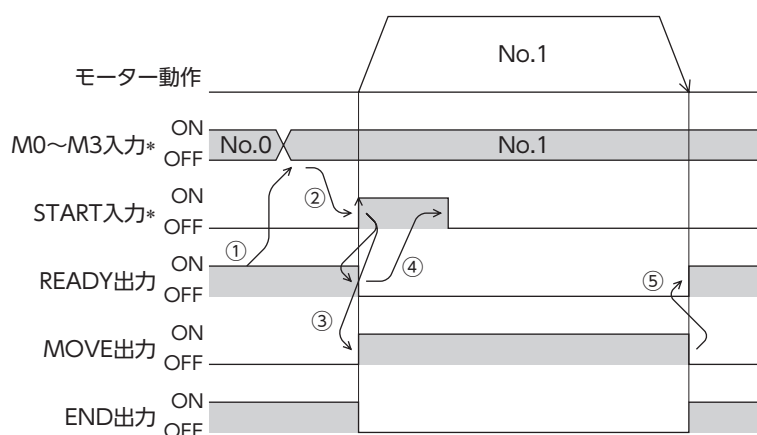 No.1
モーター動作
M0～M3入力* ON OFF No.0 No.1
START入力* ON OFF ②
① ④
READY出力 ON OFF ⑤
③
MOVE出力 ON OFF
END出力 ON OFF